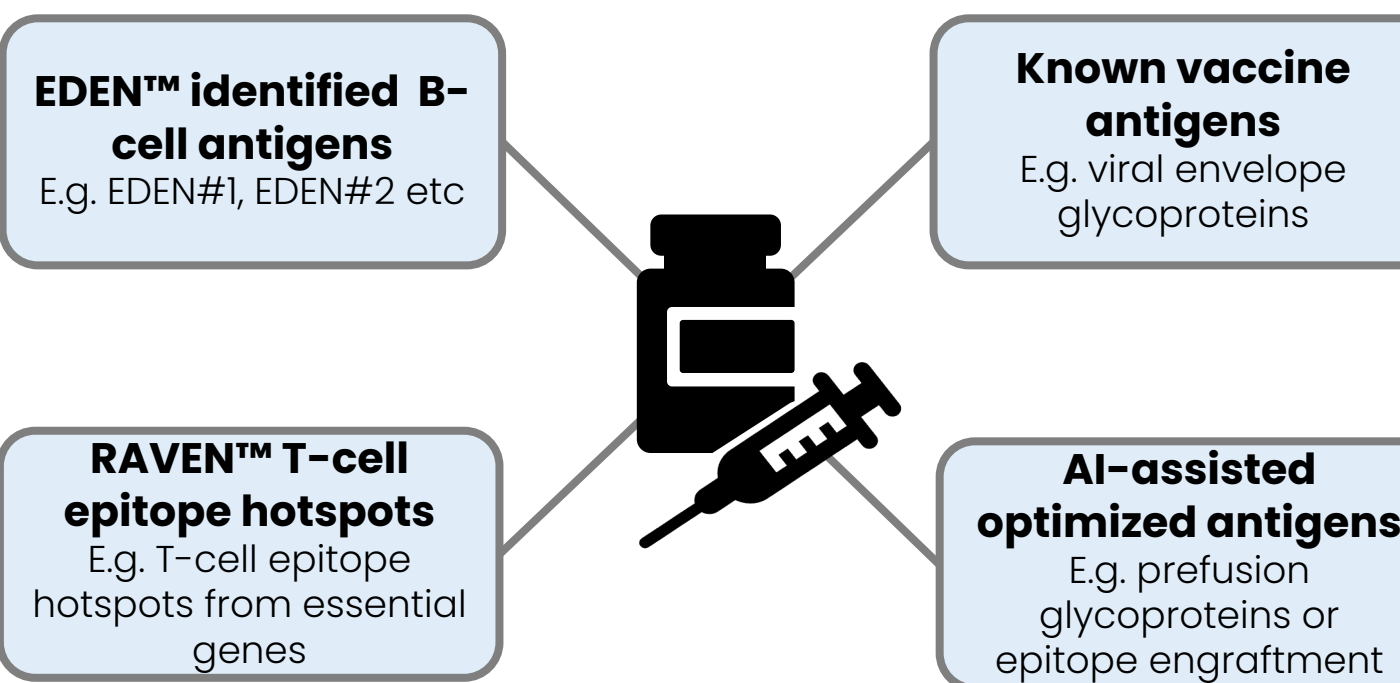 EDEN™ identified  B-
cell antigens
E.g. EDEN#1, EDEN#2 etc
Known vaccine
antigens
E.g. viral envelope
glycoproteins
RAVEN™ T-cell
epitope hotspots
E.g. T-cell epitope
hotspots from essential
genes
AI-assisted
optimized antigens
E.g. prefusion
glycoproteins or
epitope engraftment